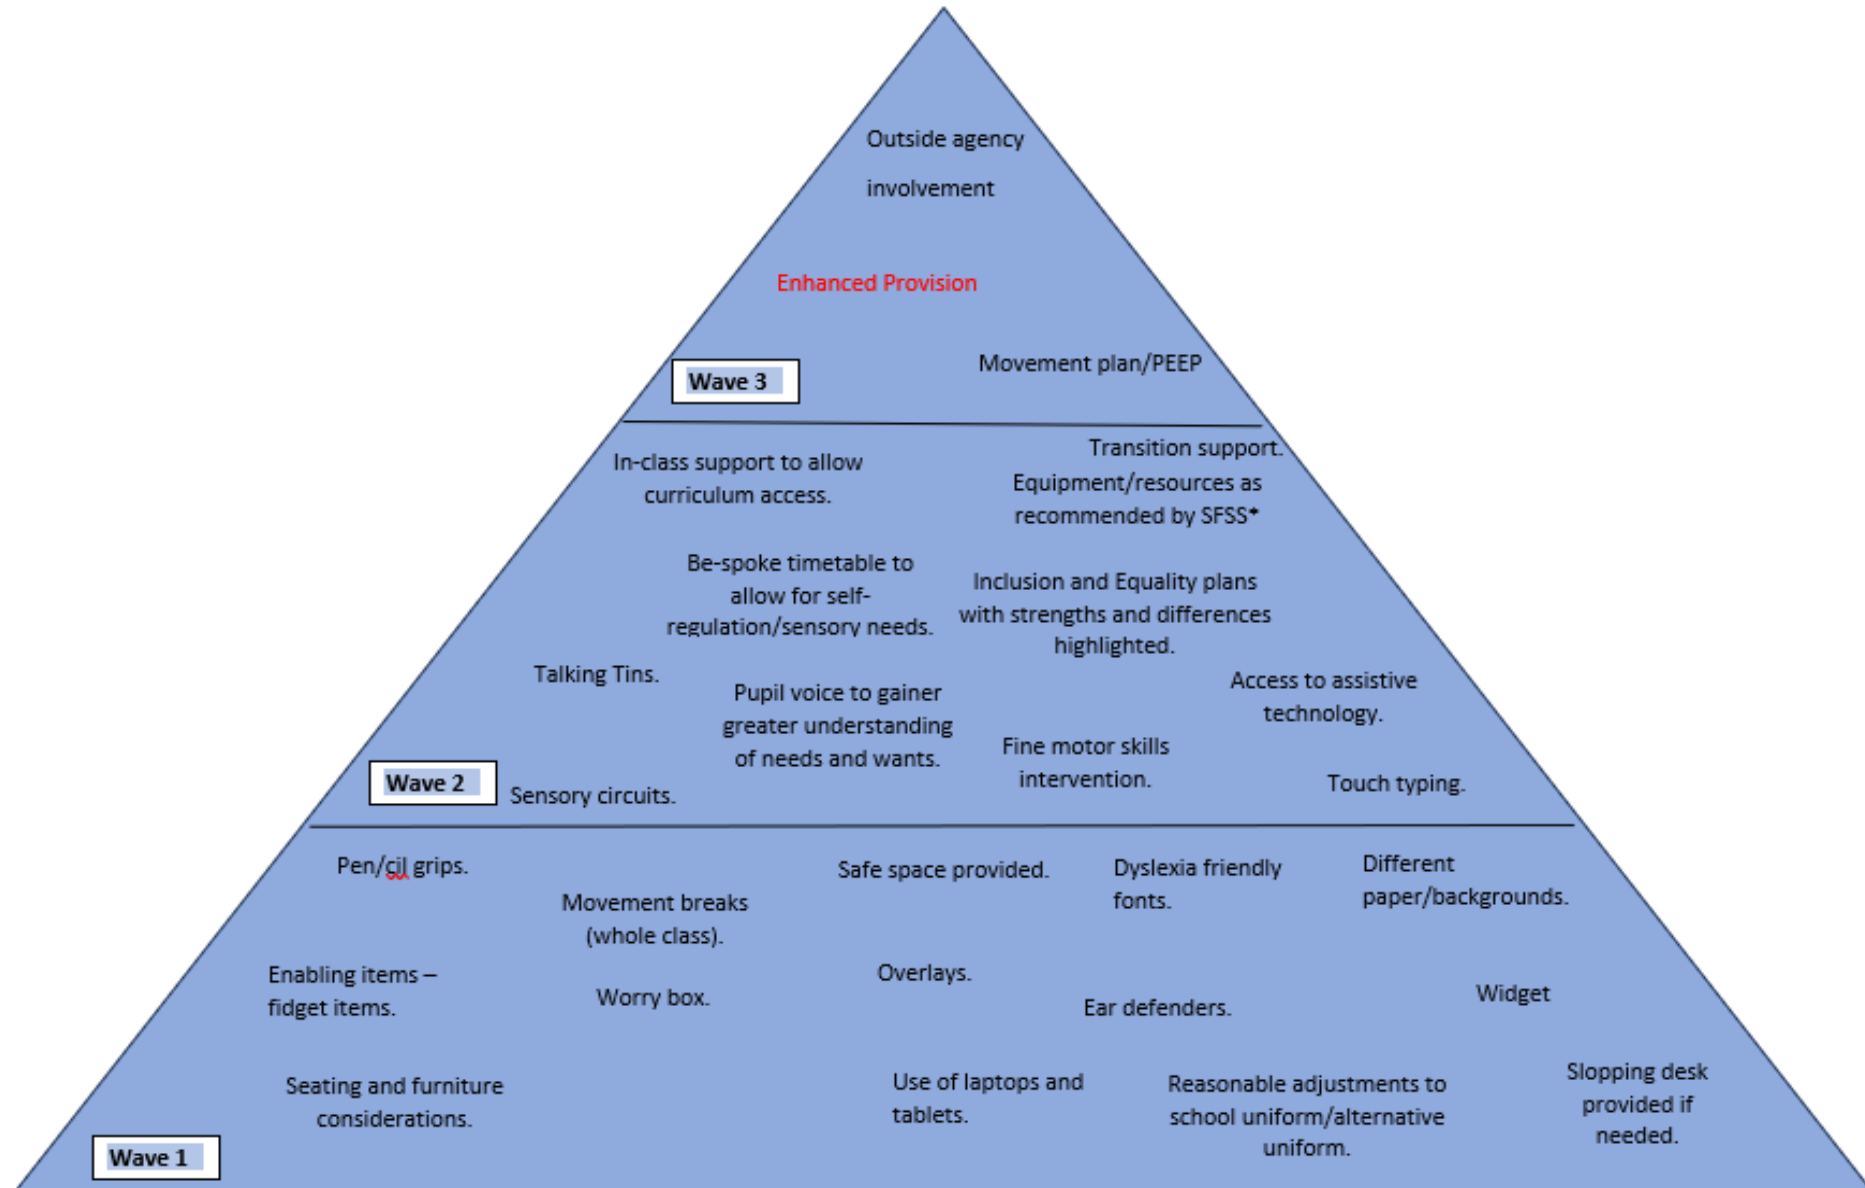 Outside agency
involvement
Enhanced Provision
Movement plan/PEEP
Wave 3
Transition support.
In-class support to allow
curriculum access.
Equipment/resources as
recommended by SFSS*
Be-spoke timetable to
allow for self-
regulation/sensory needs.
Inclusion and Equality plans
with strengths and differences
highlighted.
Talking Tins.
Pupil voice to gainer
greater understanding
of needs and wants.
Access to assistive
technology.
Fine motor skills
intervention.
Touch typing.
Wave 2
Sensory circuits.
Pen/cil grips.
Movement breaks
(whole class).
Safe space provided.
Dyslexia friendly
fonts.
Different
paper/backgrounds.
Enabling items –
fidget items.
Worry box.
Overlays.
Ear defenders.
Widget
Seating and furniture
considerations.
Use of laptops and
tablets.
Reasonable adjustments to
school uniform/alternative
uniform.
Slopping desk
provided if
needed.
Wave 1